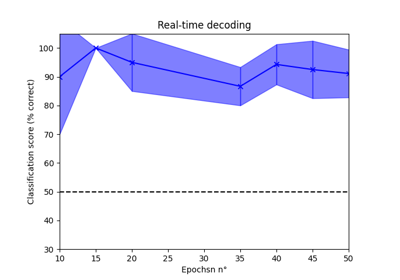 Real-time decoding
Classification score (% correct)
100
90
80
70
60
50
40
30
10 15 20 25 30 35 40 45 50
Epochsn n°